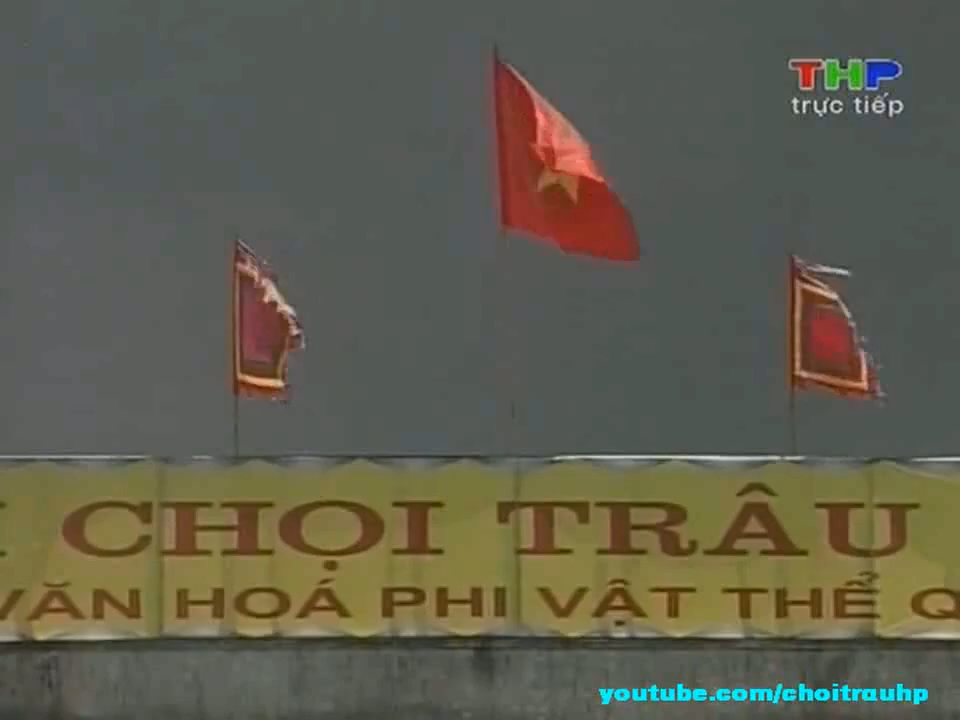 THP
trực tiếp
CHỌI TRÂU
VĂN HOÁ PHI VẬT THỂ
youtube.com/choitrauhp